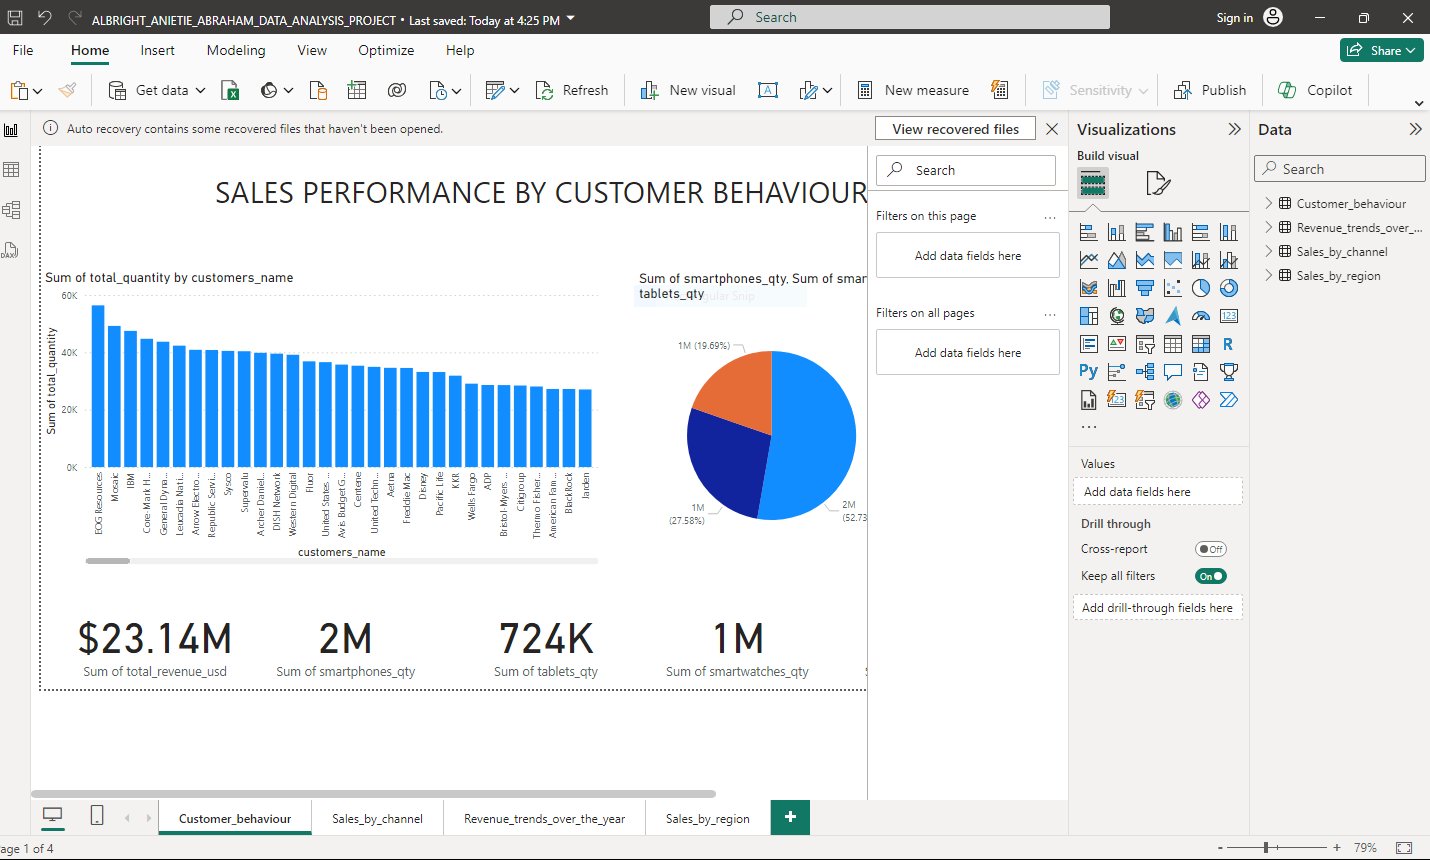 ALBRIGHT_ANIETIE_ABRAHAM_DATA_ANALYSIS_PROJECT • Last saved: Today at 4:25 PM
Search
Sign in
File Home Insert Modeling View Optimize Help
Share
Get data
Refresh
New visual
New measure
Sensitivity
Publish
Copilot
Auto recovery contains some recovered files that haven't been opened.
View recovered files
SALES PERFORMANCE BY CUSTOMER BEHAVIOUR
Sum of total_quantity by customers_name
60K
40K
20K
0K
Sum of total_quantity
EOG Resources
Mosaic
IBM
Core-Mark H...
General Dyna...
Leucadia Nati...
Arrow Electro...
Republic Servi...
Sysco
Supervalu
Archer Daniel...
DISH Network
Western Digital
Fluor
United States ...
Avis Budget G...
Centene
United Techn...
Aetna
Freddie Mac
Disney
Pacific Life
KKR
Wells Fargo
ADP
Bristol-Myers ...
Citigroup
Thermo Fisher...
American Fam...
BlackRock
Jarden
customers_name
Sum of smartphones_qty, Sum of smar
tablets_qty
1M (19.69%)
1M
(27.58%)
2M
(52.73
$23.14M
Sum of total_revenue_usd
2M
Sum of smartphones_qty
724K
Sum of tablets_qty
1M
Sum of smartwatches_qty
Search
Filters on this page
...
Add data fields here
Filters on all pages
...
Add data fields here
Visualizations
Build visual
123
R
Py
123
...
Values
Add data fields here
Drill through
Cross-report
Off
Keep all filters
On
Add drill-through fields here
Data
Search
Customer_behaviour
Revenue_trends_over_...
Sales_by_channel
Sales_by_region
Customer_behaviour
Sales_by_channel
Revenue_trends_over_the_year
Sales_by_region
age 1 of 4
- + 79%